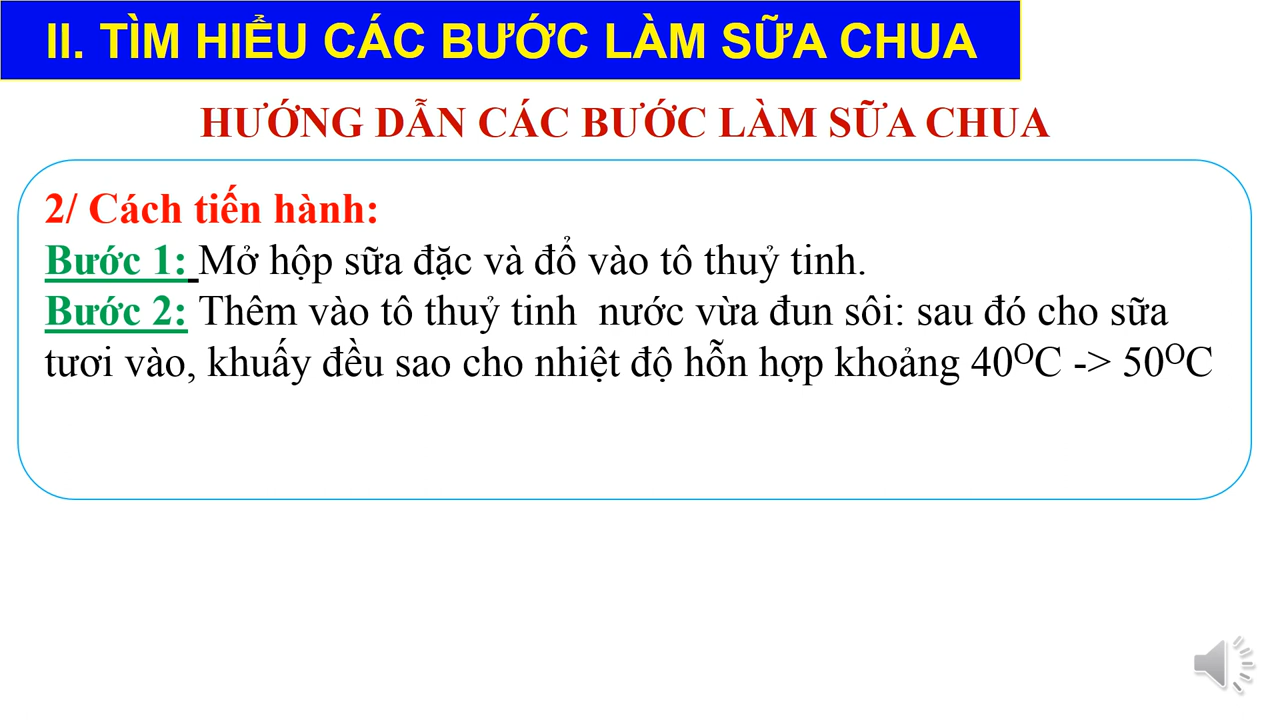 II. TÌM HIỂU CÁC BƯỚC LÀM SỮA CHUA
HƯỚNG DẪN CÁC BƯỚC LÀM SỮA CHUA
2/ Cách tiến hành:
Bước 1: Mở hộp sữa đặc và đổ vào tô thuỷ tinh.
Bước 2: Thêm vào tô thuỷ tinh  nước vừa đun sôi: sau đó cho sữa
tươi vào, khuấy đều sao cho nhiệt độ hỗn hợp khoảng 40ᴼC -> 50ᴼC